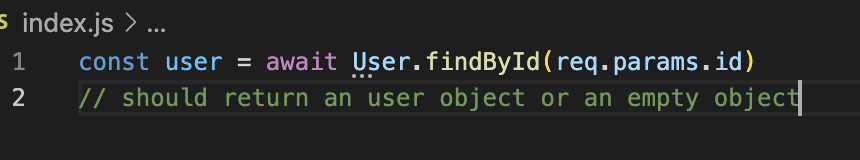 JS index.js > ...
1 const user = await User.findById(req.params.id)
2 // should return an user object or an empty object